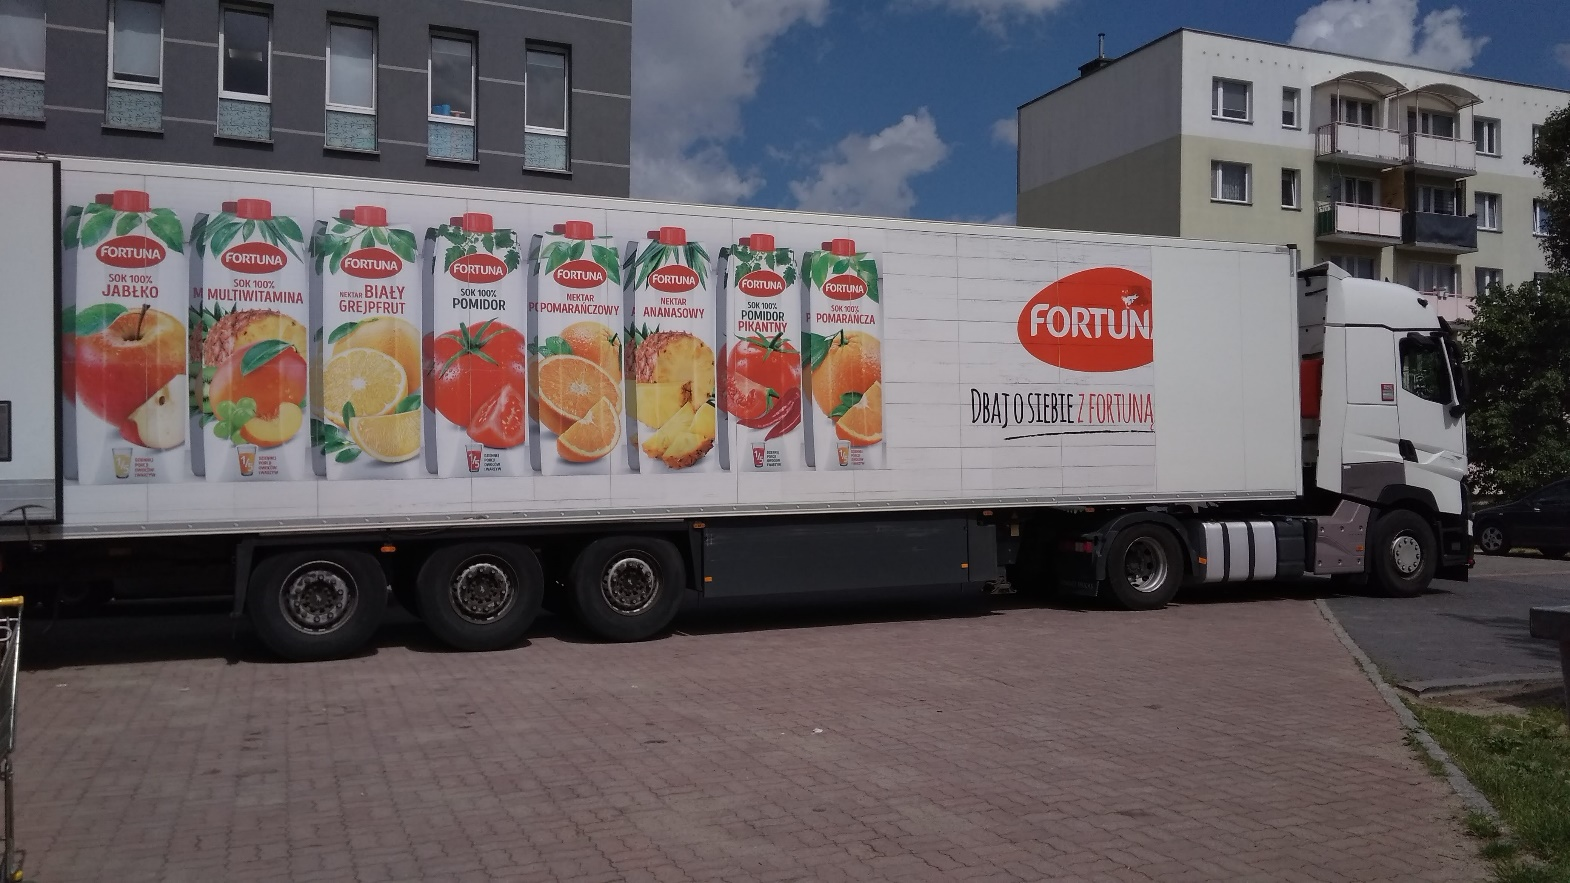 FORTUNA
SOK 100%
JABŁKO
FORTUNA
SOK 100%
MULTIWITAMINA
FORTUNA
NEKTAR BIAŁY
GREJPFRUT
FORTUNA
SOK 100%
POMIDOR
FORTUNA
NEKTAR
POMARAŃCZOWY
FORTUNA
NEKTAR
ANANASOWY
FORTUNA
SOK 100%
POMIDOR
PIKANTNY
FORTUNA
SOK 100%
POMARAŃCZA
FORTUN
DBAJ O SIEBIE Z FORTUNĄ